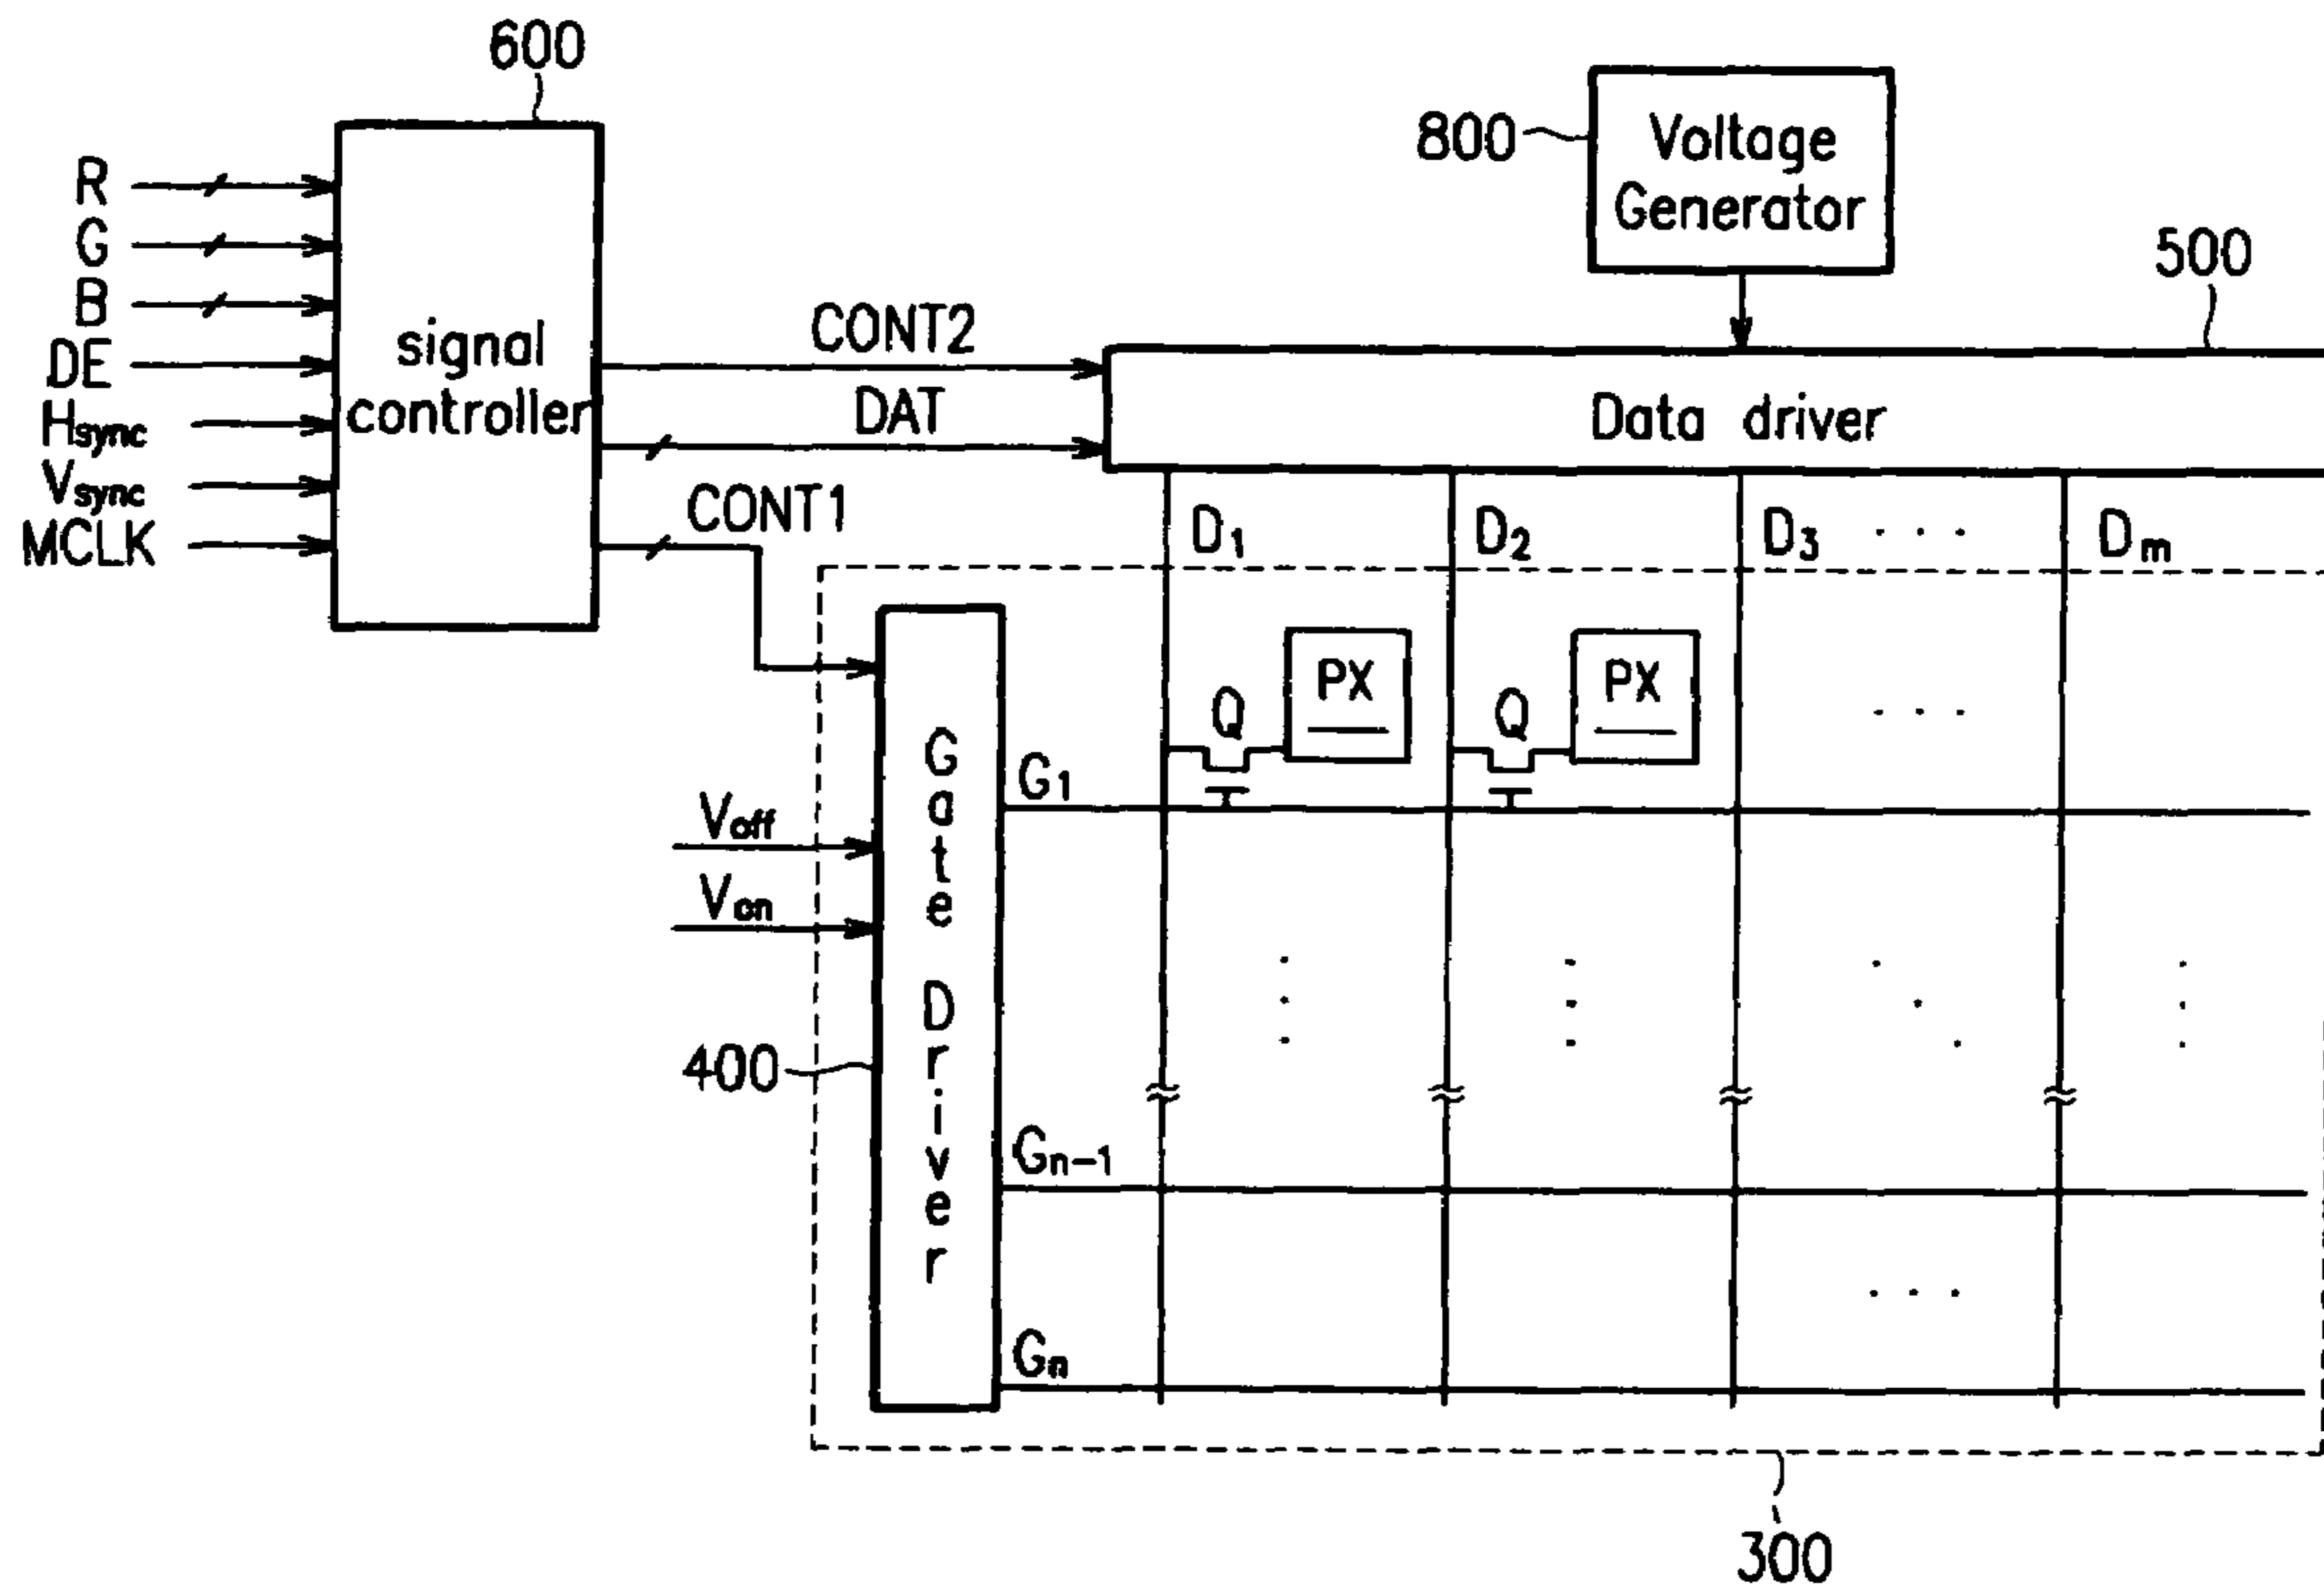 600
R
G
B
DE
Hsync
Vsync
MCLK
signal
controller
CONT2
DAT
CONT1
800
Voltage
Generator
500
Data driver
D1
D2
D3
. . .
Dm
Gate Driver
Voff
Von
400
G1
Q
PX
Q
PX
Gn-1
Gn
300